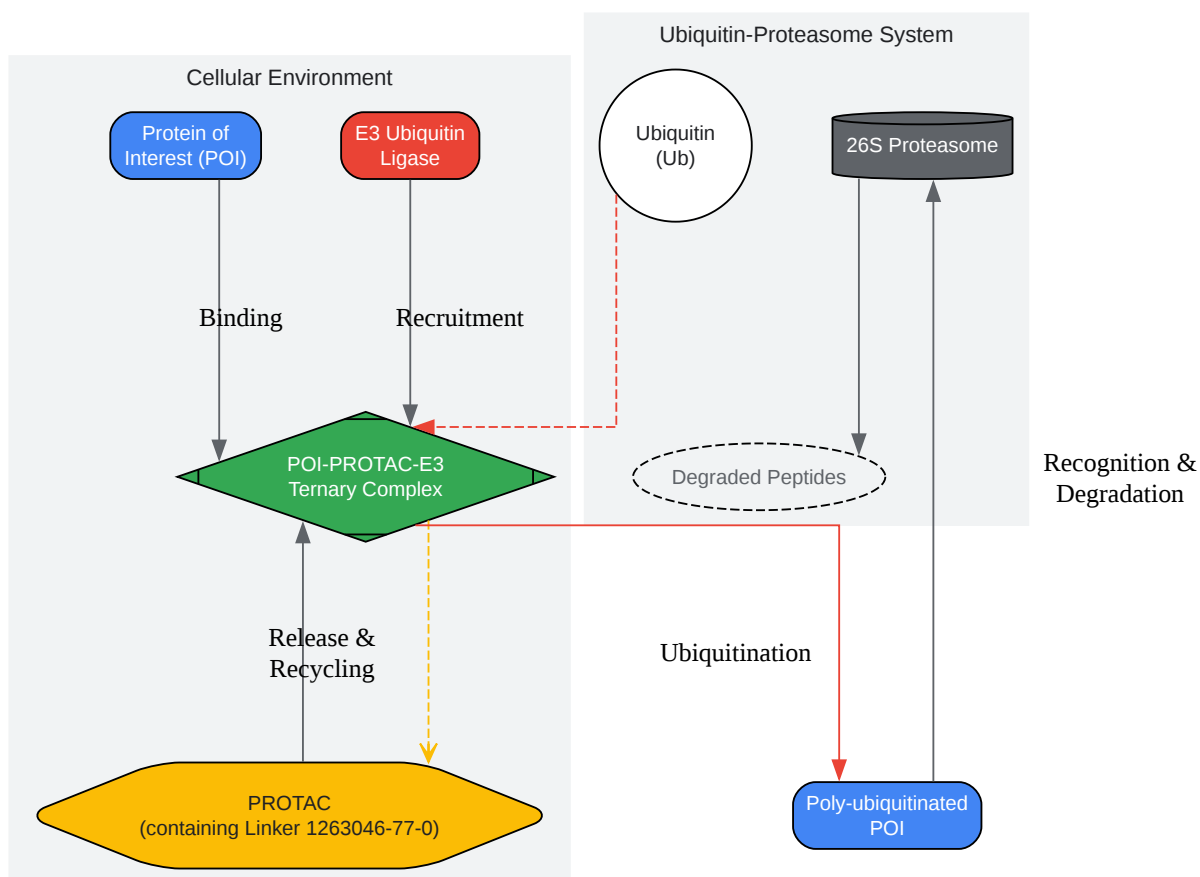 Ubiquitin-Proteasome System
Cellular Environment
Protein of
Interest (POI)
E3 Ubiquitin
Ligase
Ubiquitin
(Ub)
26S Proteasome
Binding
Recruitment
POI-PROTAC-E3
Ternary Complex
Degraded Peptides
Recognition &
Degradation
Release &
Recycling
Ubiquitination
PROTAC
(containing Linker 1263046-77-0)
Poly-ubiquitinated
POI